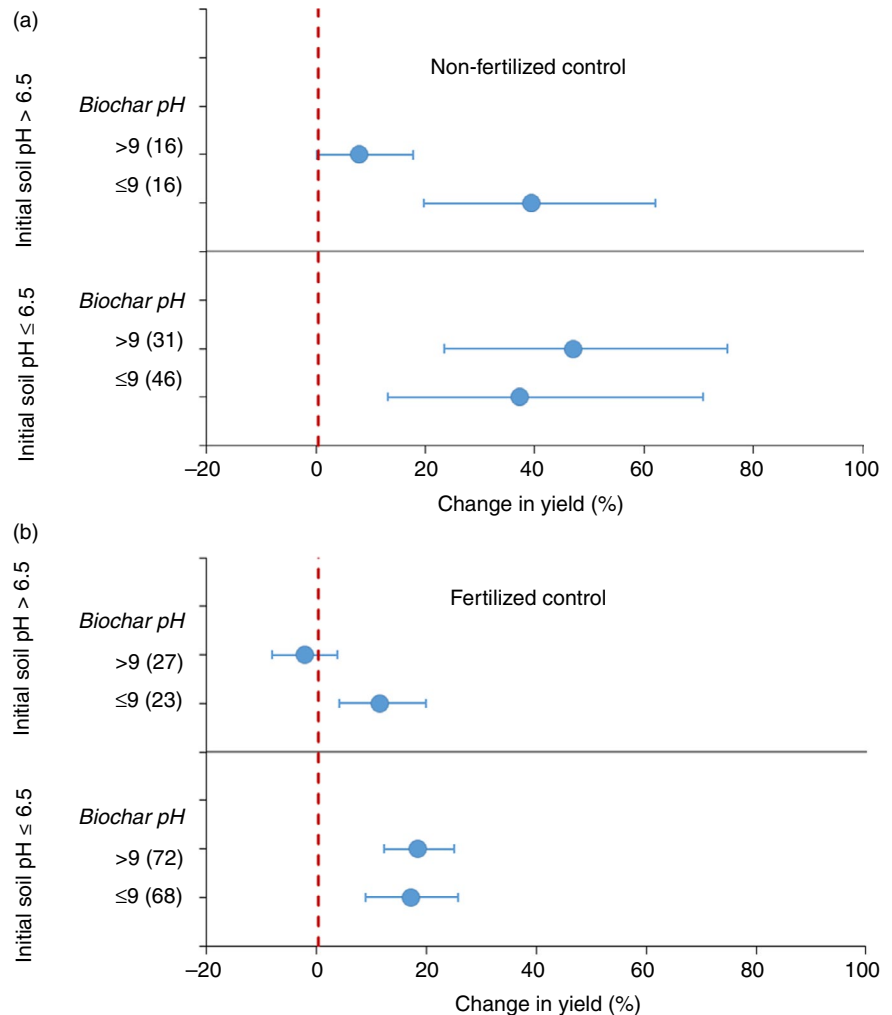 (a)
Initial soil pH > 6.5
Non-fertilized control
Biochar pH
>9 (16)
≤9 (16)
Initial soil pH ≤ 6.5
Biochar pH
>9 (31)
≤9 (46)
–20 0 20 40 60 80 100
Change in yield (%)
(b)
Initial soil pH > 6.5
Fertilized control
Biochar pH
>9 (27)
≤9 (23)
Initial soil pH ≤ 6.5
Biochar pH
>9 (72)
≤9 (68)
–20 0 20 40 60 80 100
Change in yield (%)